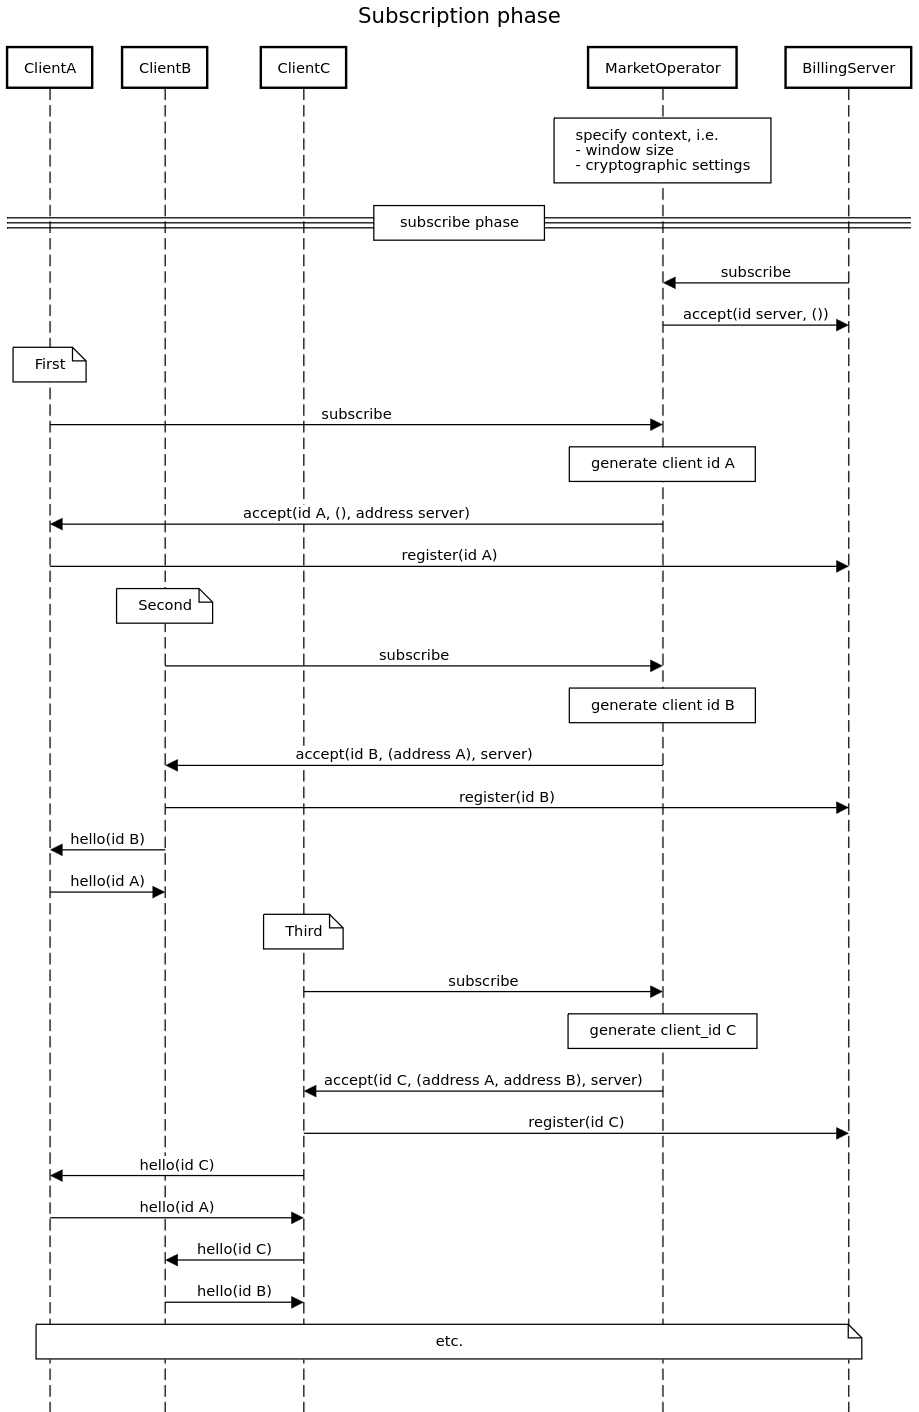 Subscription phase
ClientA
ClientB
ClientC
MarketOperator
BillingServer
specify context, i.e.
- window size
- cryptographic settings
subscribe phase
subscribe
accept(id server, ())
First
subscribe
generate client id A
accept(id A, (), address server)
register(id A)
Second
subscribe
generate client id B
accept(id B, (address A), server)
register(id B)
hello(id B)
hello(id A)
Third
subscribe
generate client_id C
accept(id C, (address A, address B), server)
register(id C)
hello(id C)
hello(id A)
hello(id C)
hello(id B)
etc.